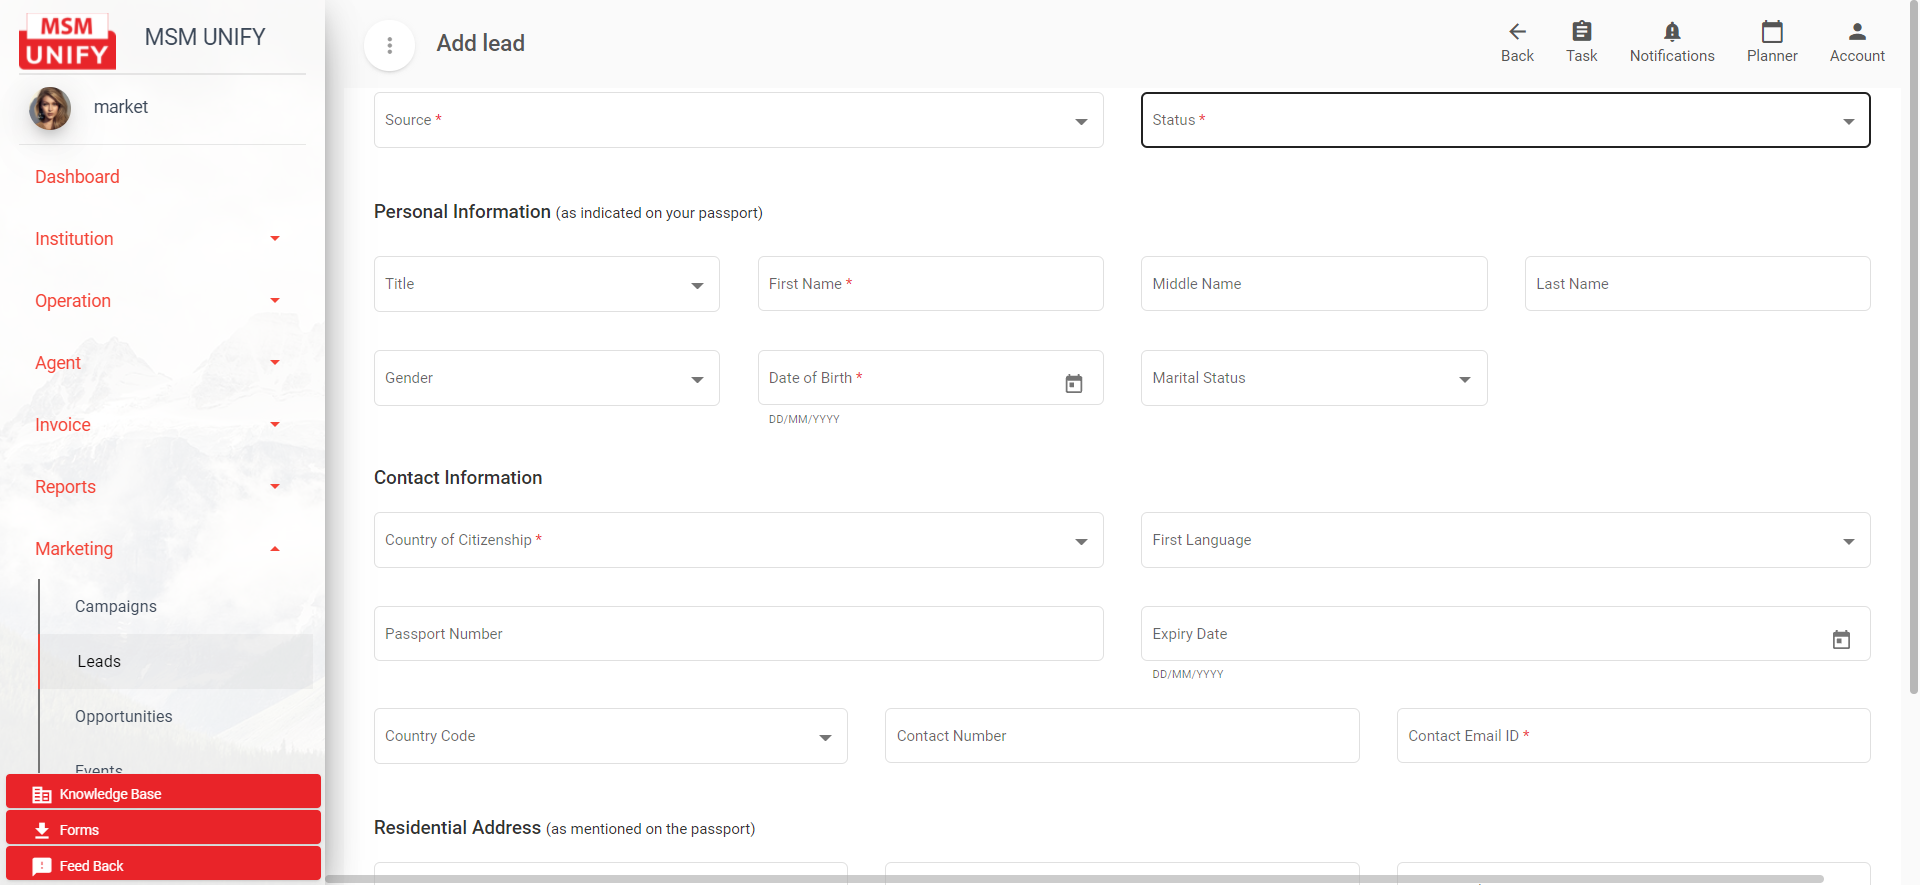 MSM
UNIFY
MSM UNIFY
market
Dashboard
Institution
Operation
Agent
Invoice
Reports
Marketing
Campaigns
Leads
Opportunities
Events
Knowledge Base
Forms
Feed Back
Add lead
Back
Task
Notifications
Planner
Account
Source *
Status *
Personal Information (as indicated on your passport)
Title
First Name *
Middle Name
Last Name
Gender
Date of Birth *
DD/MM/YYYY
Marital Status
Contact Information
Country of Citizenship *
First Language
Passport Number
Expiry Date
DD/MM/YYYY
Country Code
Contact Number
Contact Email ID *
Residential Address (as mentioned on the passport)